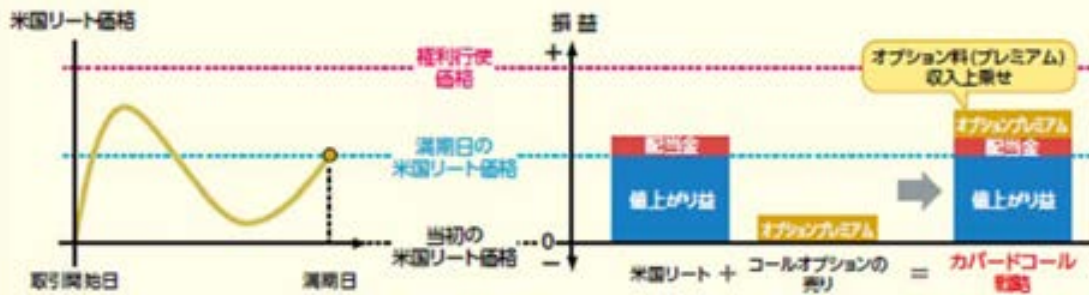 米国リート価格
権利行使
価格
満期日の
米国リート価格
当初の
米国リート価格
取引開始日
満期日
損益
+
0
−
オプション料(プレミアム)
収入上乗せ
配当金
値上がり益
オプションプレミアム
オプションプレミアム
配当金
値上がり益
米国リート
+
コールオプションの
売り
=
カバードコール
戦略